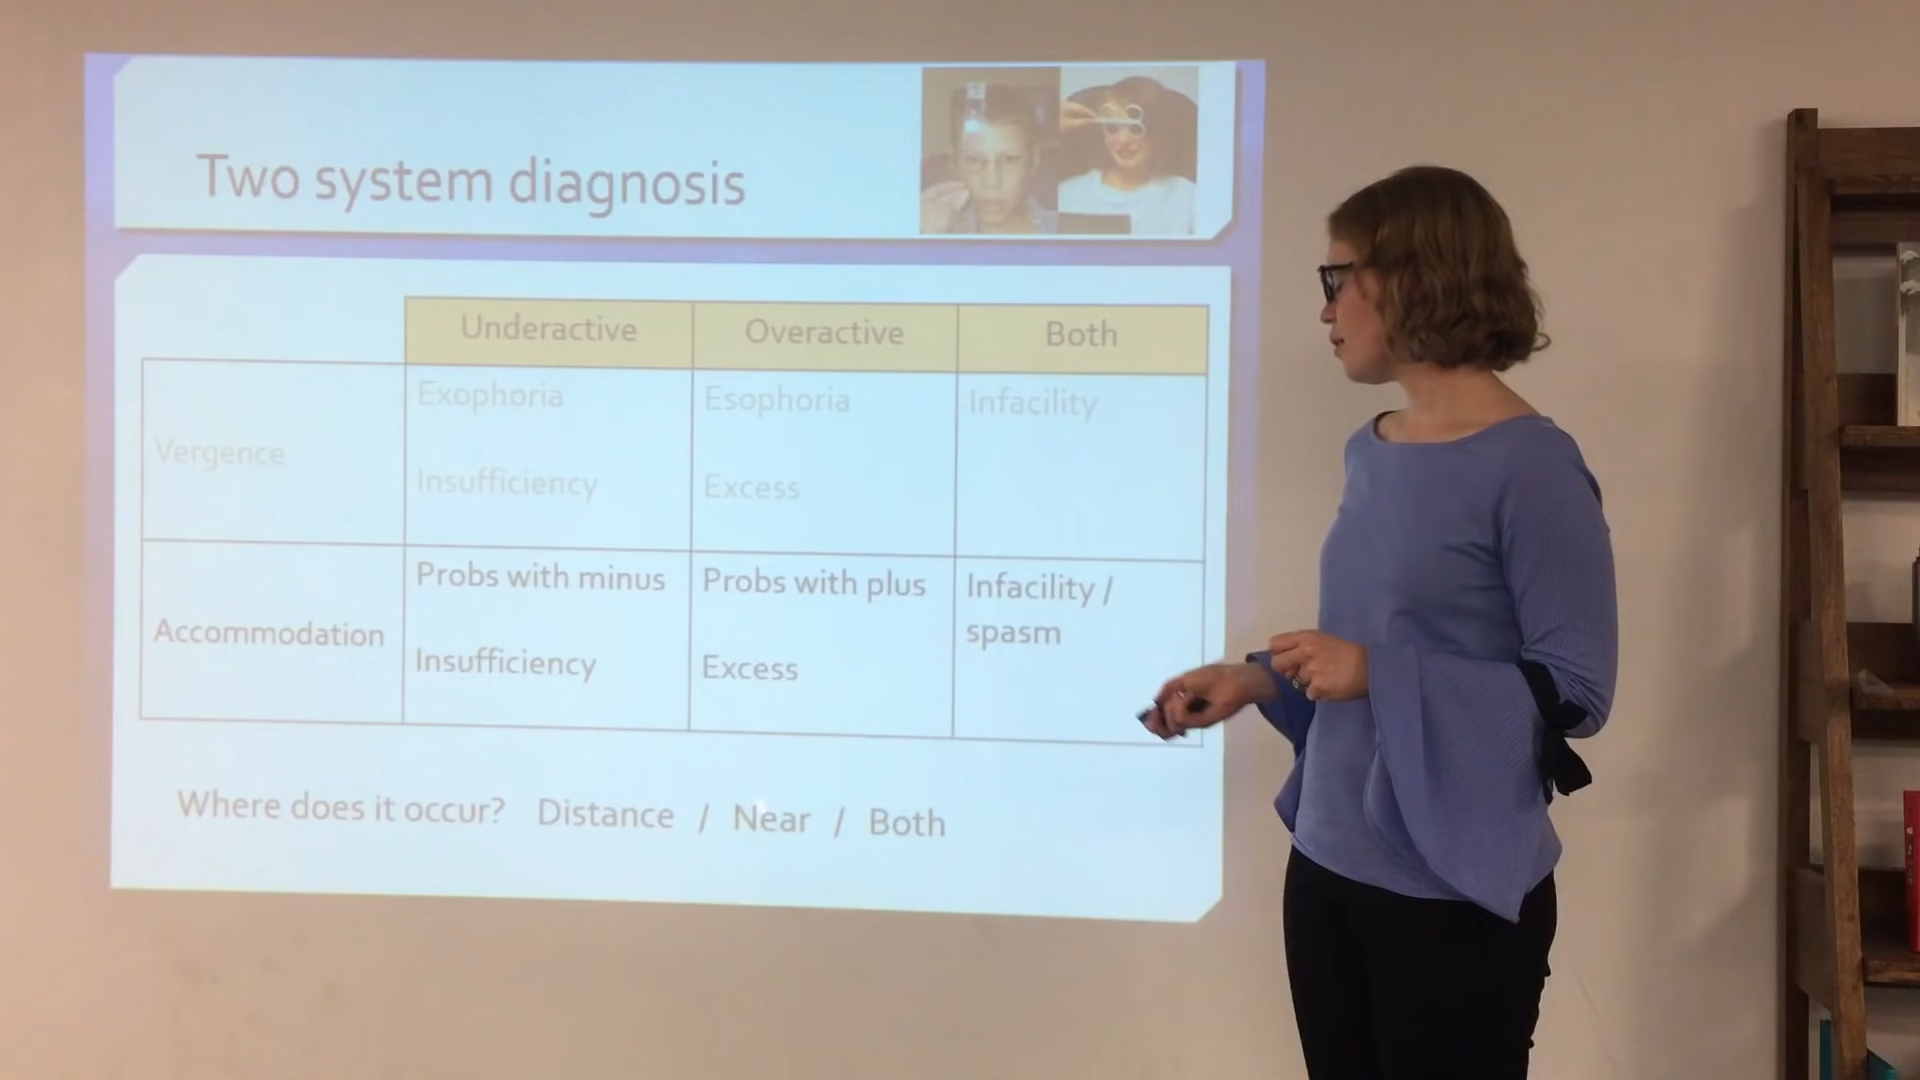 Two system diagnosis
Underactive Overactive Both
Vergence
Exophoria
Insufficiency
Esophoria
Excess
Infacility
Accommodation
Probs with minus
Insufficiency
Probs with plus
Excess
Infacility /
spasm
Where does it occur? Distance / Near / Both